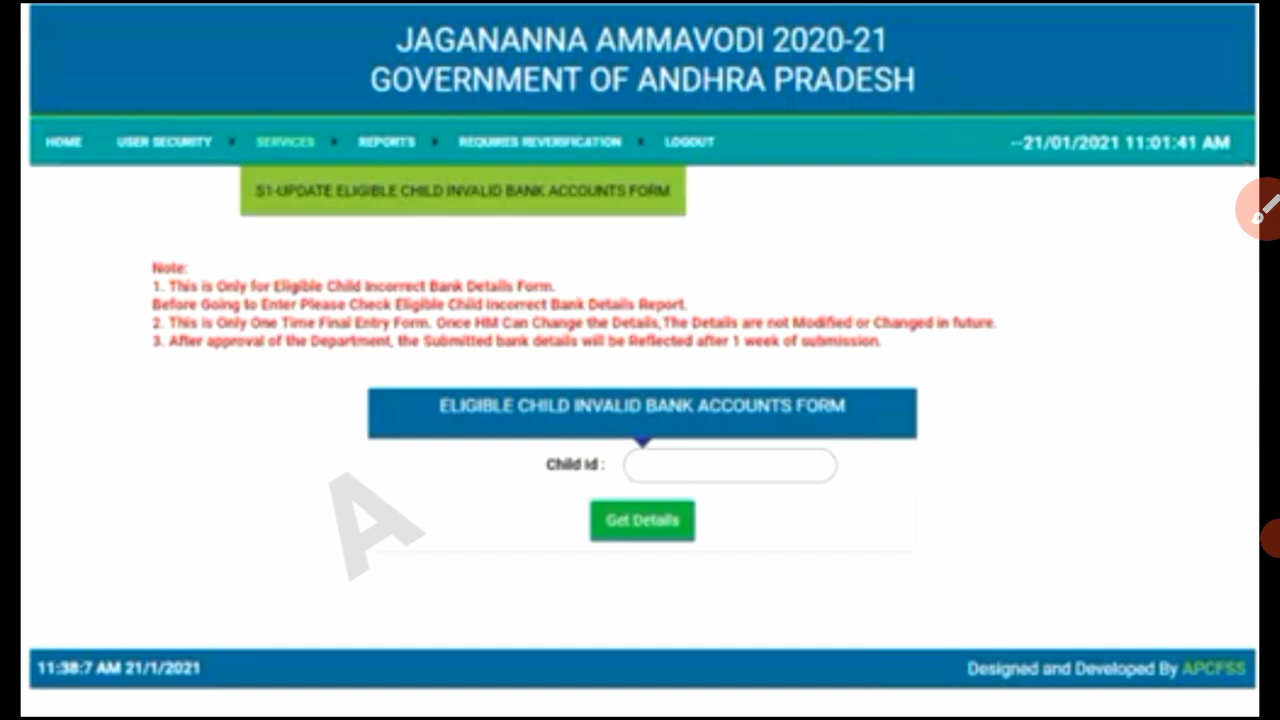 JAGANANNA AMMAVODI 2020-21
GOVERNMENT OF ANDHRA PRADESH
HOME USER SECURITY SERVICES REPORTS REQUIRES REVERIFICATION LOGOUT --21/01/2021 11:01:41 AM
S1-UPDATE ELIGIBLE CHILD INVALID BANK ACCOUNTS FORM
Note:
1. This is Only for Eligible Child Incorrect Bank Details Form.
Before Going to Enter Please Check Eligible Child Incorrect Bank Details Report.
2. This is Only One Time Final Entry Form. Once HM Can Change the Details,The Details are not Modified or Changed in future.
3. After approval of the Department, the Submitted bank details will be Reflected after 1 week of submission.
ELIGIBLE CHILD INVALID BANK ACCOUNTS FORM
Child Id :
Get Details
A
11:38:7 AM 21/1/2021 Designed and Developed By APCFSS